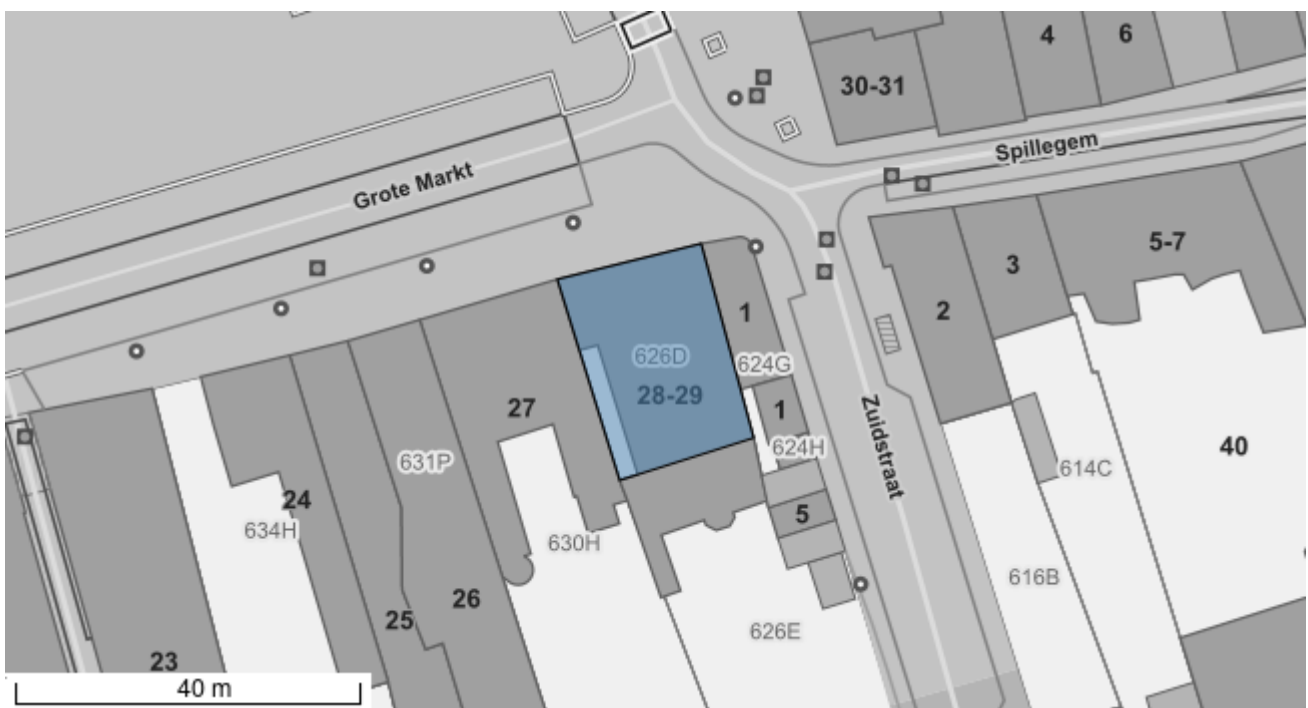 4
6
30-31
Spillegem
Grote Markt
5-7
3
2
1
626D
624G
28-29
27
1
Zuidstraat
624H
40
631P
614C
24
634H
5
630H
616B
26
25
626E
23
40 m